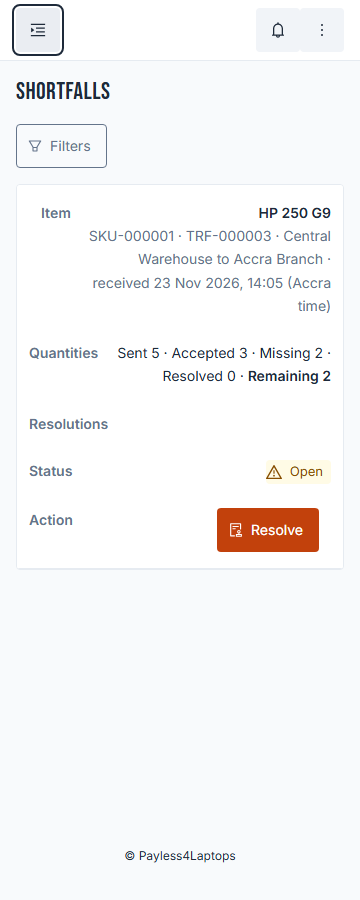 SHORTFALLS
Filters
Item HP 250 G9
SKU-000001 · TRF-000003 · Central
Warehouse to Accra Branch ·
received 23 Nov 2026, 14:05 (Accra
time)
Quantities Sent 5 · Accepted 3 · Missing 2 ·
Resolved 0 · Remaining 2
Resolutions
Status Open
Action Resolve
© Payless4Laptops